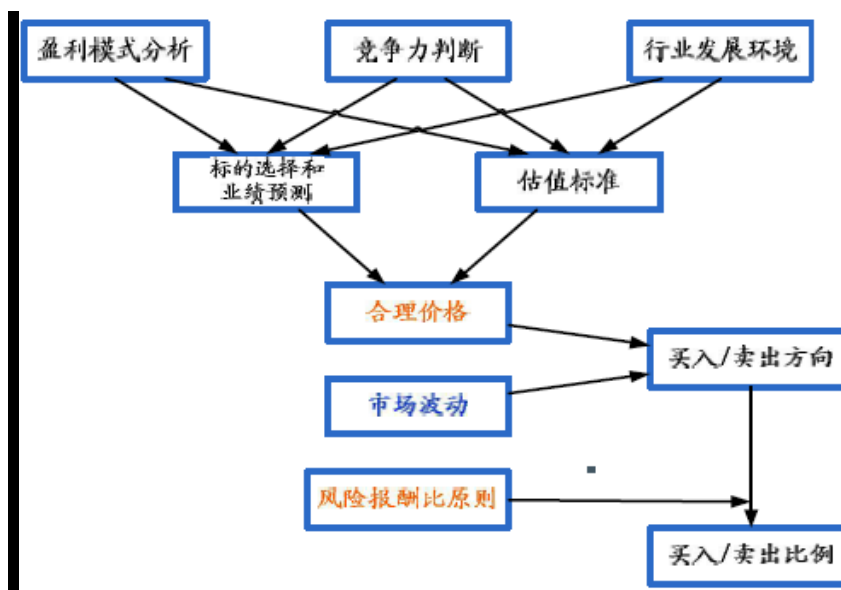 盈利模式分析
竞争力判断
行业发展环境
标的选择和
业绩预测
估值标准
合理价格
买入/卖出方向
市场波动
风险报酬比原则
买入/卖出比例